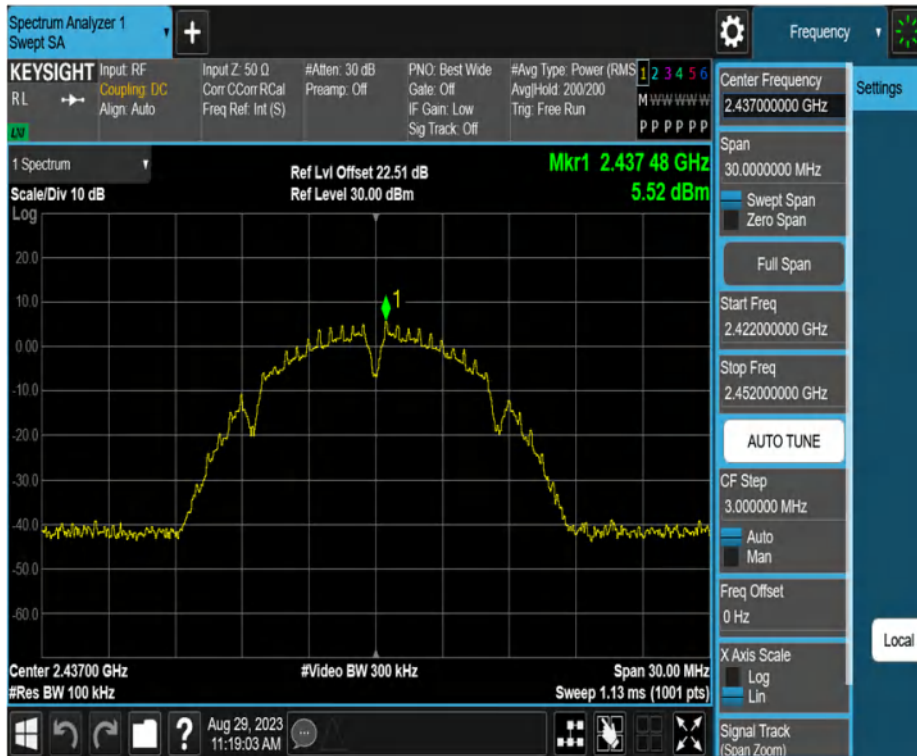 Spectrum Analyzer 1
Swept SA
+
Frequency
KEYSIGHT
RL
LNI
Input: RF
Coupling: DC
Align: Auto
Input Z: 50 Ω
Corr CCorr RCal
Freq Ref: Int (S)
#Atten: 30 dB
Preamp: Off
PNO: Best Wide
Gate: Off
IF Gain: Low
Sig Track: Off
#Avg Type: Power (RMS
Avg|Hold: 200/200
Trig: Free Run
1 2 3 4 5 6
M W W W W W
P P P P P P
1 Spectrum
Scale/Div 10 dB
Log
Ref Lvl Offset 22.51 dB
Ref Level 30.00 dBm
Mkr1 2.437 48 GHz
5.52 dBm
20.0
10.0
0.00
-10.0
-20.0
-30.0
-40.0
-50.0
-60.0
1
Center 2.43700 GHz
#Res BW 100 kHz
#Video BW 300 kHz
Span 30.00 MHz
Sweep 1.13 ms (1001 pts)
?
Aug 29, 2023
11:19:03 AM
Center Frequency
2.437000000 GHz
Settings
Span
30.0000000 MHz
Swept Span
Zero Span
Full Span
Start Freq
2.422000000 GHz
Stop Freq
2.452000000 GHz
AUTO TUNE
CF Step
3.000000 MHz
Auto
Man
Freq Offset
0 Hz
Local
X Axis Scale
Log
Lin
Signal Track
(Span Zoom)